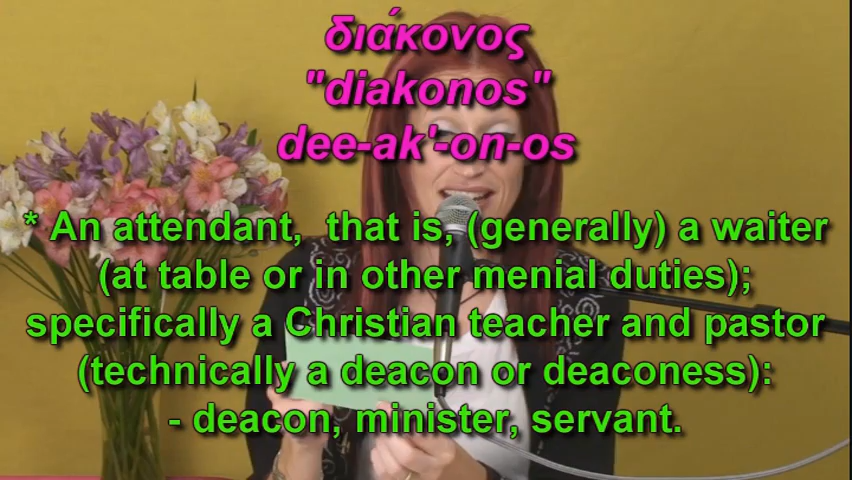 διάκονος
"diakonos"
dee-ak'-on-os
* An attendant,  that is, (generally) a waiter
(at table or in other menial duties);
specifically a Christian teacher and pastor
(technically a deacon or deaconess):
- deacon, minister, servant.